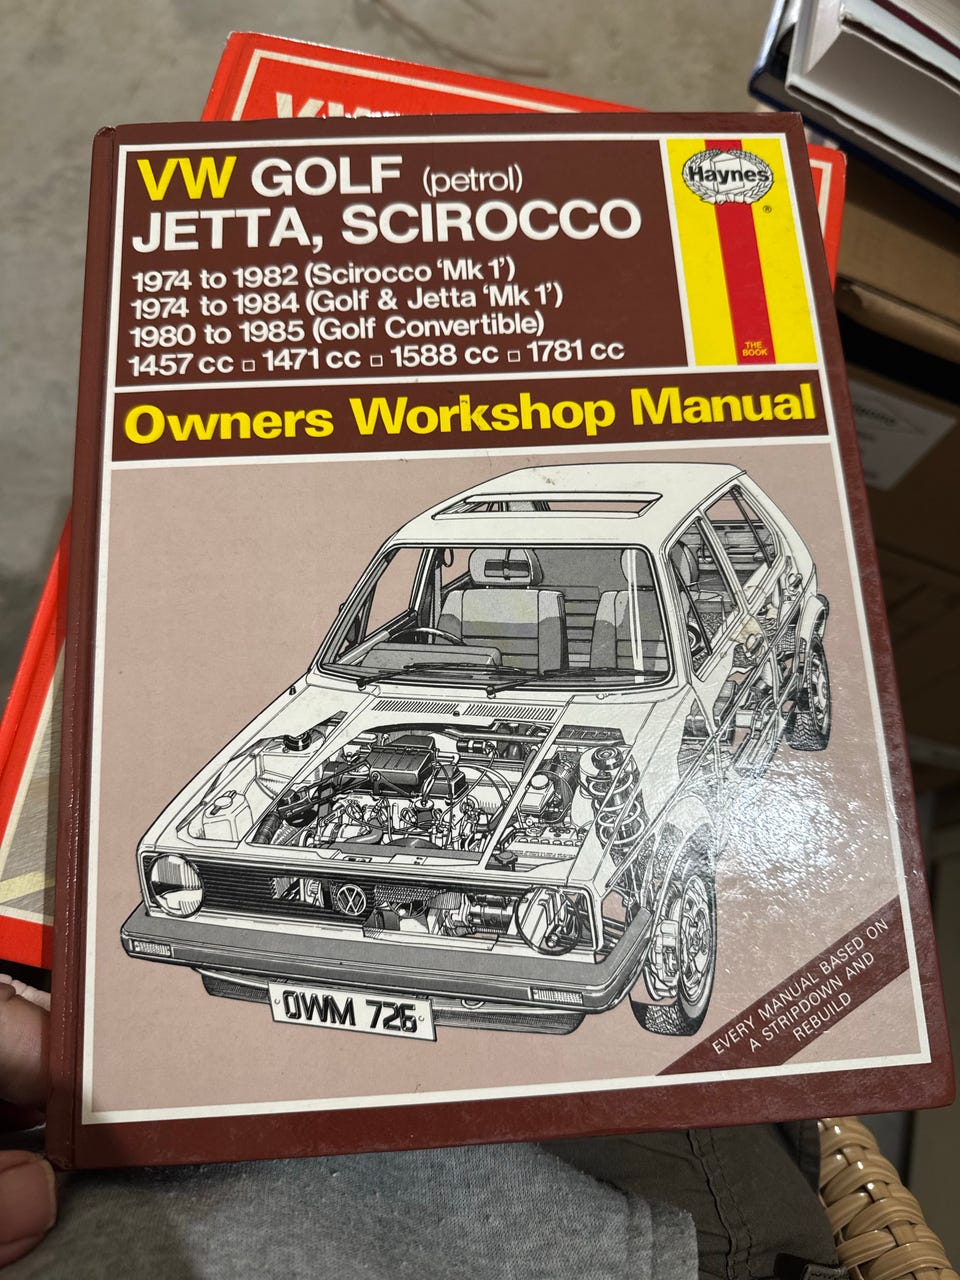 VW GOLF (petrol)
JETTA, SCIROCCO
1974 to 1982 (Scirocco 'Mk 1')
1974 to 1984 (Golf & Jetta 'Mk 1')
1980 to 1985 (Golf Convertible)
1457 cc □ 1471 cc □ 1588 cc □ 1781 cc
Haynes
®
THE
BOOK
Owners Workshop Manual
OWM 726
EVERY MANUAL BASED ON
A STRIPDOWN AND
REBUILD